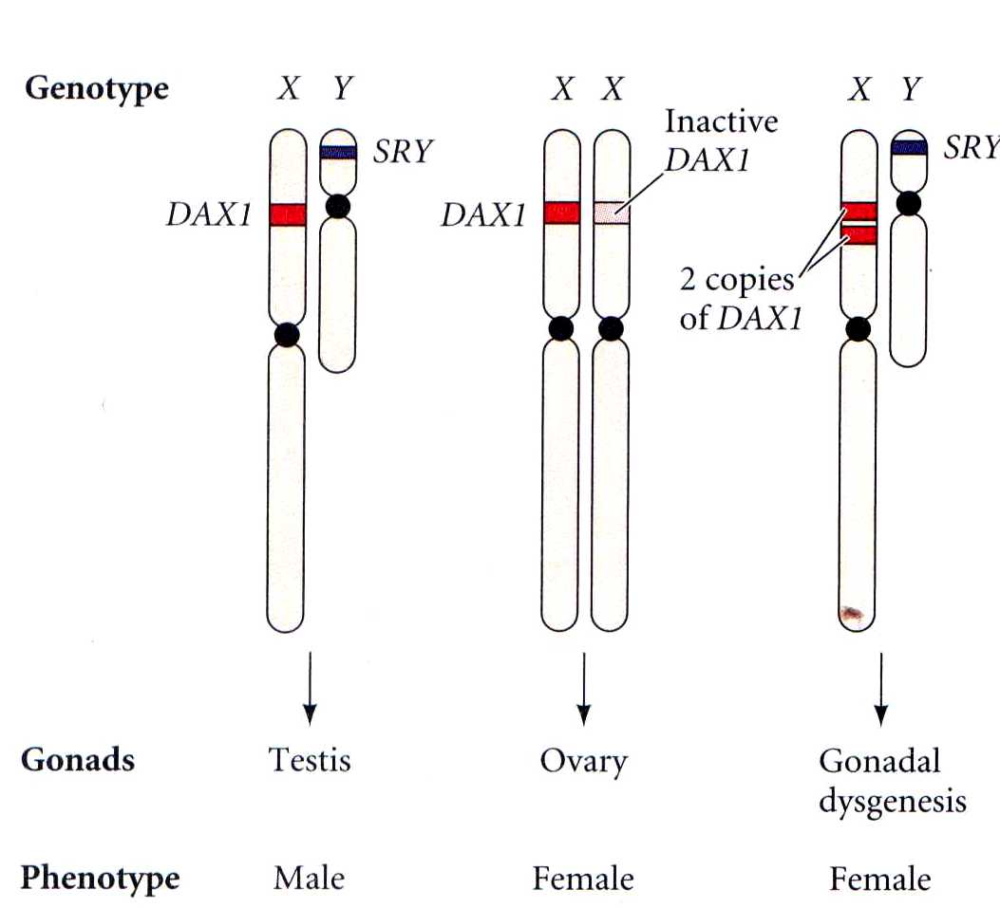 Genotype X Y X X X Y
Inactive
DAX1
SRY SRY
DAX1 DAX1
2 copies
of DAX1
Gonads Testis Ovary Gonadal
dysgenesis
Phenotype Male Female Female